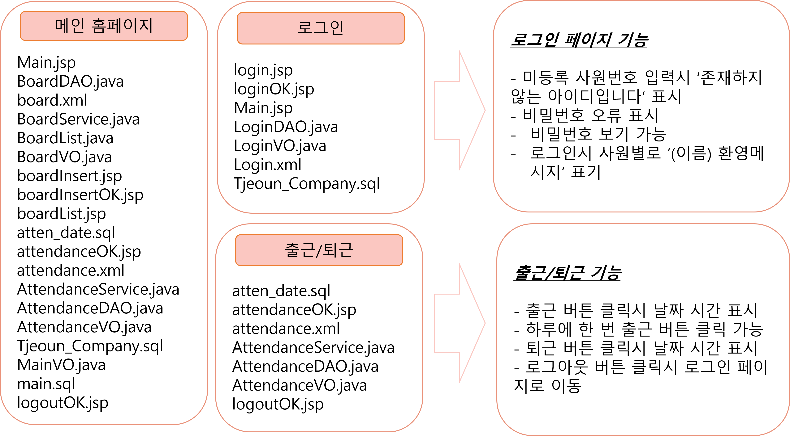 메인 홈페이지
Main.jsp
BoardDAO.java
board.xml
BoardService.java
BoardList.java
BoardVO.java
boardInsert.jsp
boardInsertOK.jsp
boardList.jsp
atten_date.sql
attendanceOK.jsp
attendance.xml
AttendanceService.java
AttendanceDAO.java
AttendanceVO.java
Tjeoun_Company.sql
MainVO.java
main.sql
logoutOK.jsp
로그인
login.jsp
loginOK.jsp
Main.jsp
LoginDAO.java
LoginVO.java
Login.xml
Tjeoun_Company.sql
로그인 페이지 기능
- 미등록 사원번호 입력시 '존재하지
않는 아이디입니다' 표시
- 비밀번호 오류 표시
- 비밀번호 보기 가능
- 로그인시 사원별로 '(이름) 환영메
시지' 표기
출근/퇴근
atten_date.sql
attendanceOK.jsp
attendance.xml
AttendanceService.java
AttendanceDAO.java
AttendanceVO.java
logoutOK.jsp
출근/퇴근 기능
- 출근 버튼 클릭시 날짜 시간 표시
- 하루에 한 번 출근 버튼 클릭 가능
- 퇴근 버튼 클릭시 날짜 시간 표시
- 로그아웃 버튼 클릭시 로그인 페이
지로 이동